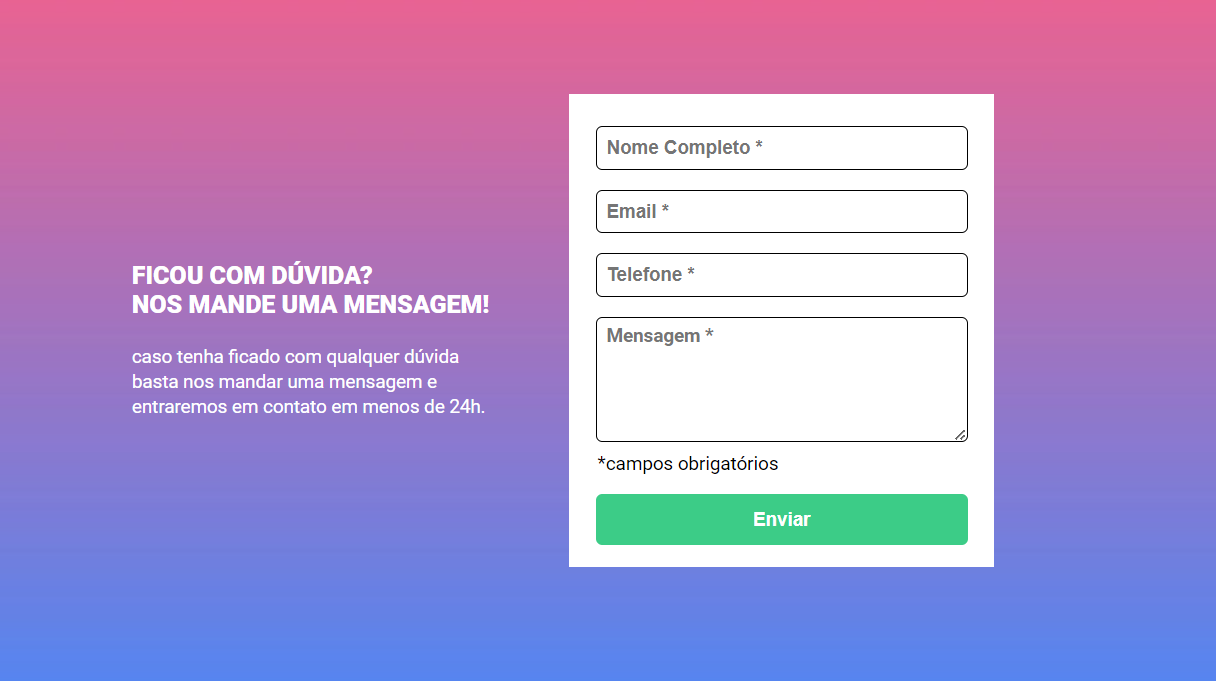 FICOU COM DÚVIDA?
NOS MANDE UMA MENSAGEM!
caso tenha ficado com qualquer dúvida
basta nos mandar uma mensagem e
entraremos em contato em menos de 24h.
Nome Completo *
Email *
Telefone *
Mensagem *
*campos obrigatórios
Enviar